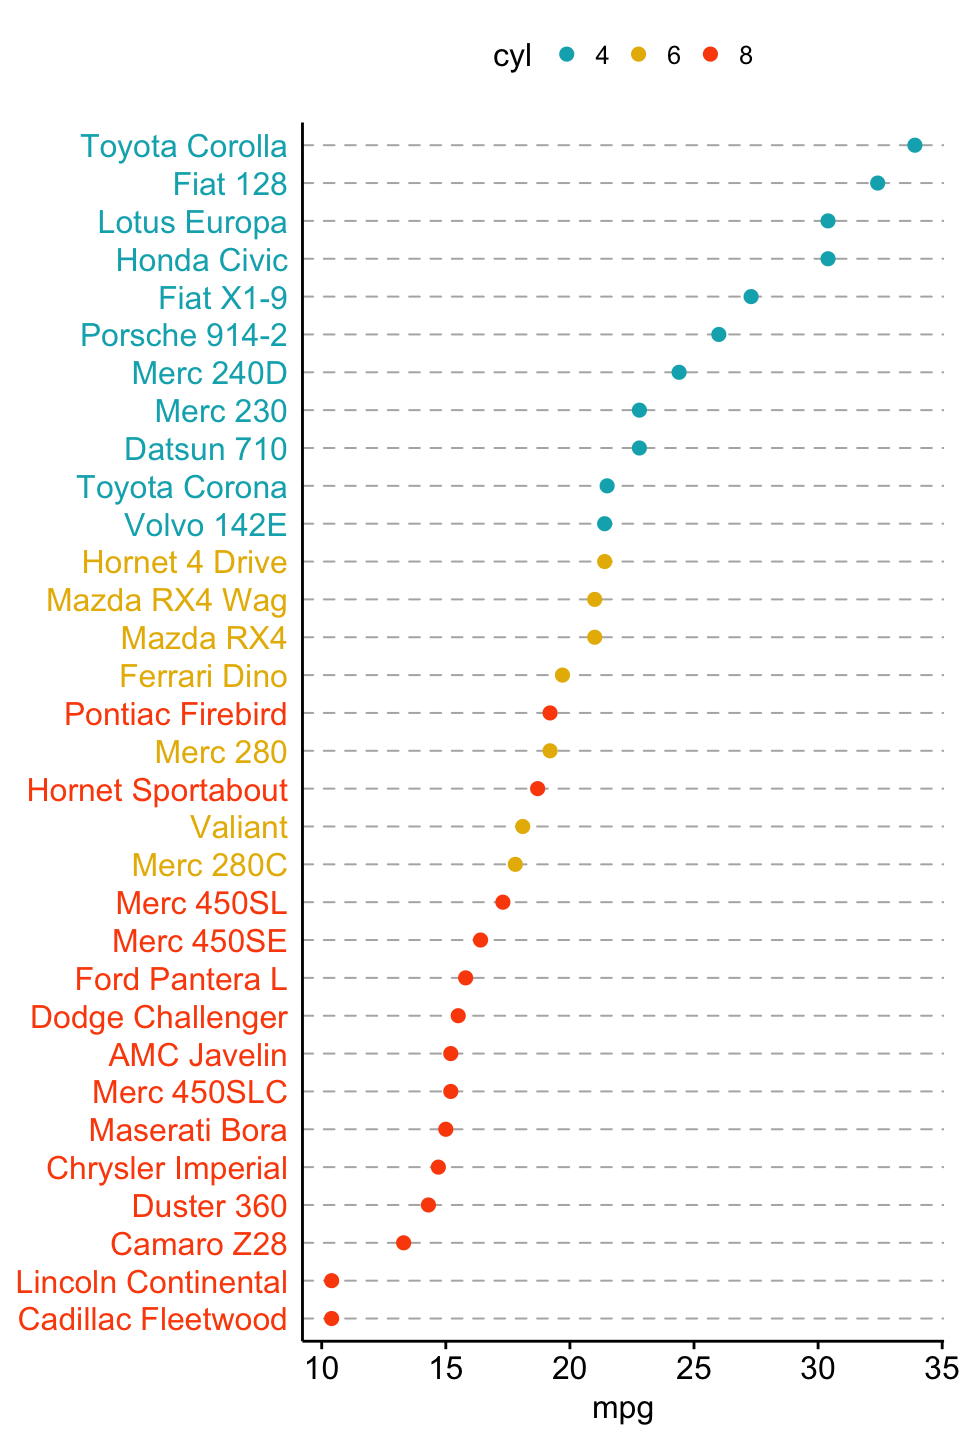 cyl 4 6 8
Toyota Corolla
Fiat 128
Lotus Europa
Honda Civic
Fiat X1-9
Porsche 914-2
Merc 240D
Merc 230
Datsun 710
Toyota Corona
Volvo 142E
Hornet 4 Drive
Mazda RX4 Wag
Mazda RX4
Ferrari Dino
Pontiac Firebird
Merc 280
Hornet Sportabout
Valiant
Merc 280C
Merc 450SL
Merc 450SE
Ford Pantera L
Dodge Challenger
AMC Javelin
Merc 450SLC
Maserati Bora
Chrysler Imperial
Duster 360
Camaro Z28
Lincoln Continental
Cadillac Fleetwood
10 15 20 25 30 35
mpg